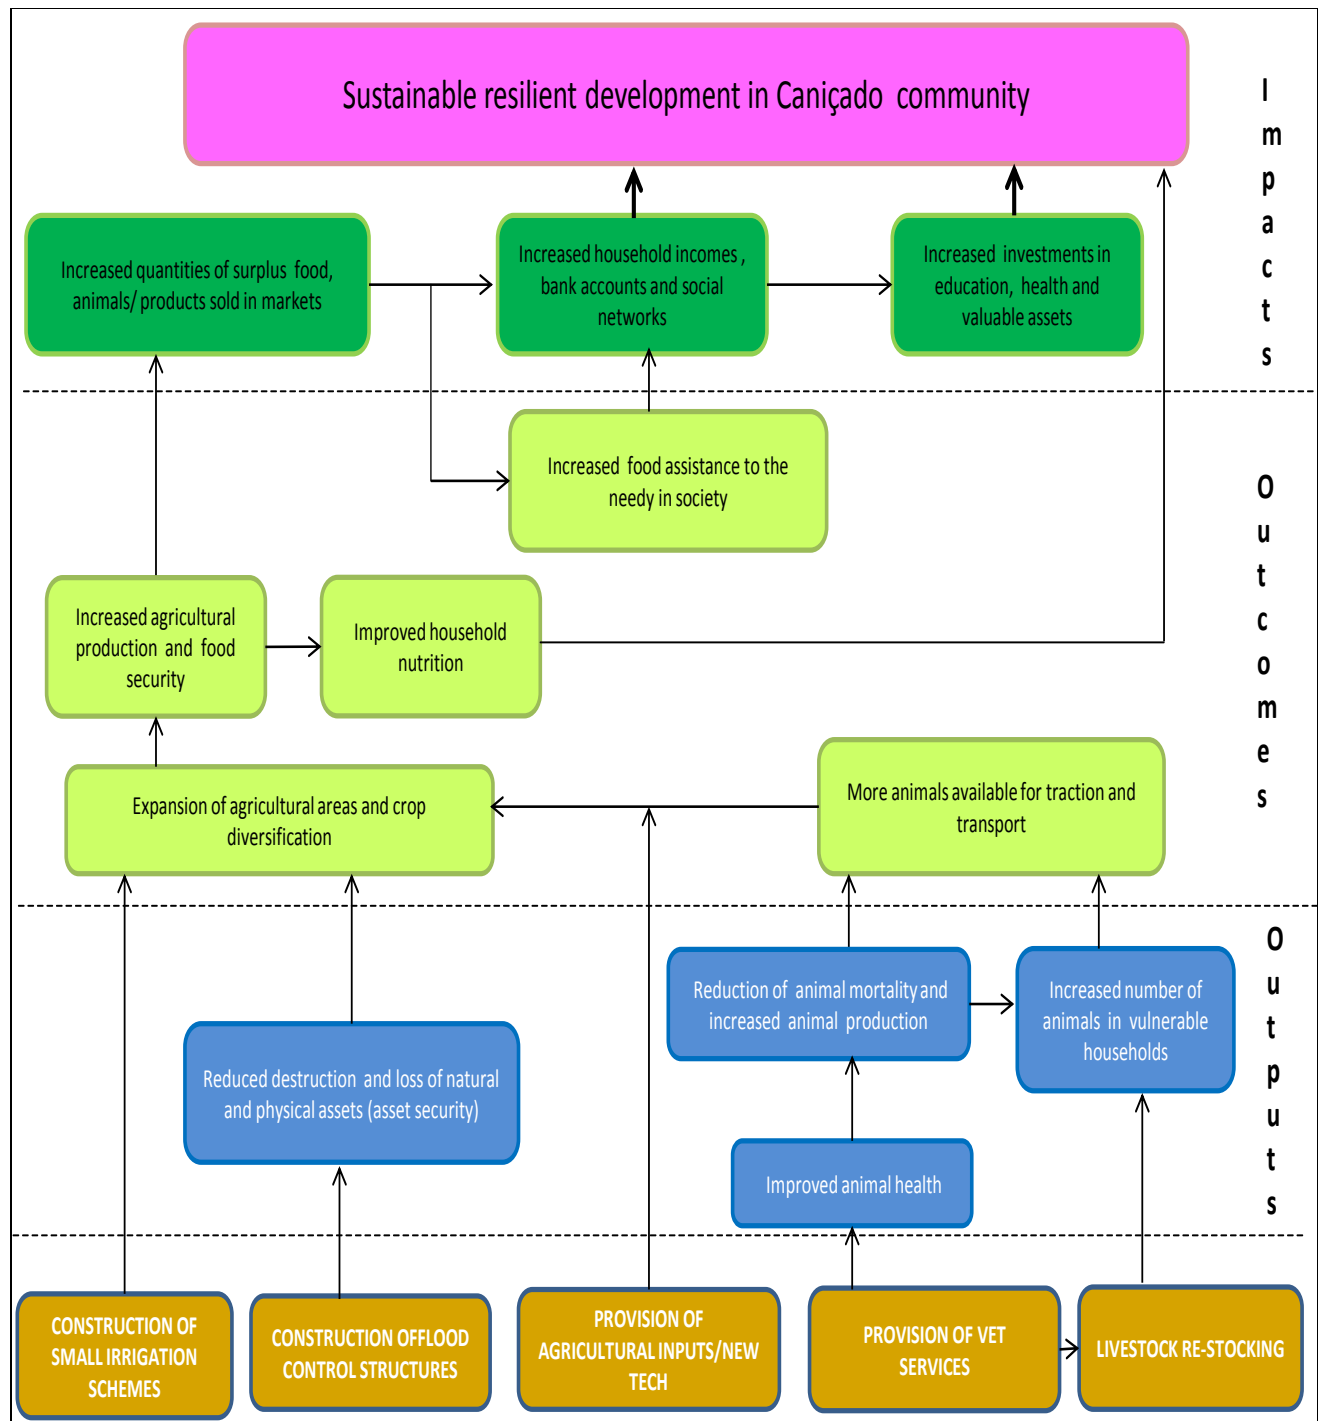 Sustainable resilient development in Caniçado community
Impacts
Increased quantities of surplus food,
animals/ products sold in markets
Increased household incomes ,
bank accounts and social
networks
Increased investments in
education, health and
valuable assets
Increased food assistance to the
needy in society
Outcomes
Increased agricultural
production and food
security
Improved household
nutrition
Expansion of agricultural areas and crop
diversification
More animals available for traction and
transport
Outputs
Reduction of animal mortality and
increased animal production
Increased number of
animals in vulnerable
households
Reduced destruction and loss of natural
and physical assets (asset security)
Improved animal health
CONSTRUCTION OF
SMALL IRRIGATION
SCHEMES
CONSTRUCTION OFFLOOD
CONTROL STRUCTURES
PROVISION OF
AGRICULTURAL INPUTS/NEW
TECH
PROVISION OF VET
SERVICES
LIVESTOCK RE-STOCKING